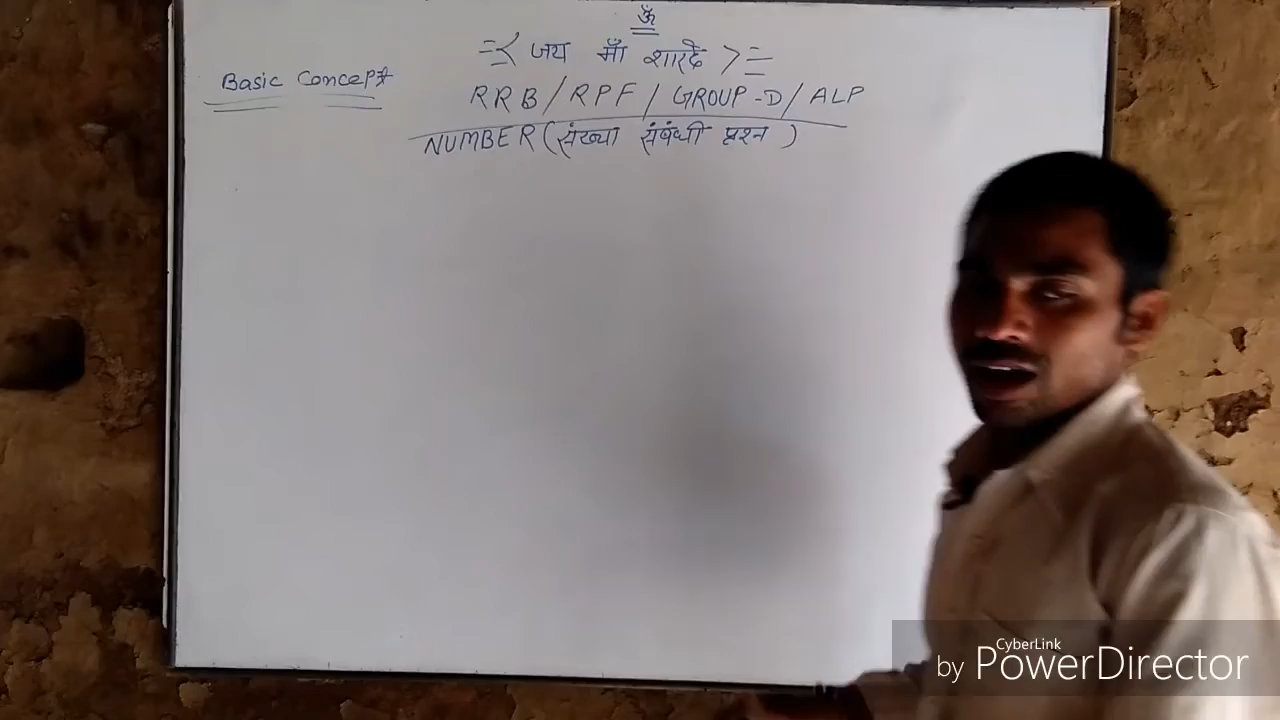 ॐ
जय माँ शारदे
Basic Concept
RRB/RPF/GROUP-D/ALP
NUMBER(संख्या संबंधी प्रश्न)
CyberLink
by PowerDirector